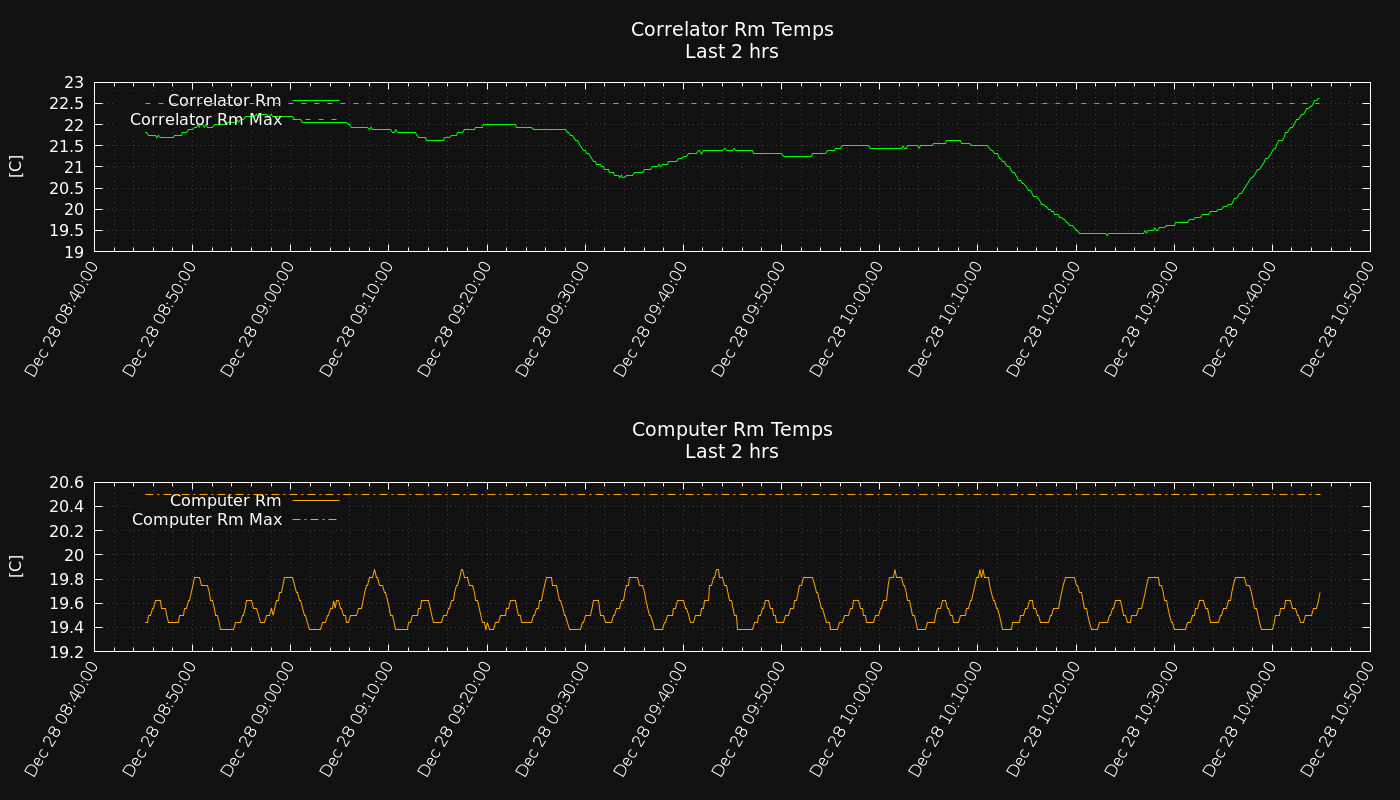 Correlator Rm Temps
Last 2 hrs
[C]
23
22.5
22
21.5
21
20.5
20
19.5
19
Correlator Rm
Correlator Rm Max
Dec 28 08:40:00
Dec 28 08:50:00
Dec 28 09:00:00
Dec 28 09:10:00
Dec 28 09:20:00
Dec 28 09:30:00
Dec 28 09:40:00
Dec 28 09:50:00
Dec 28 10:00:00
Dec 28 10:10:00
Dec 28 10:20:00
Dec 28 10:30:00
Dec 28 10:40:00
Dec 28 10:50:00
Computer Rm Temps
Last 2 hrs
[C]
20.6
20.4
20.2
20
19.8
19.6
19.4
19.2
Computer Rm
Computer Rm Max
Dec 28 08:40:00
Dec 28 08:50:00
Dec 28 09:00:00
Dec 28 09:10:00
Dec 28 09:20:00
Dec 28 09:30:00
Dec 28 09:40:00
Dec 28 09:50:00
Dec 28 10:00:00
Dec 28 10:10:00
Dec 28 10:20:00
Dec 28 10:30:00
Dec 28 10:40:00
Dec 28 10:50:00